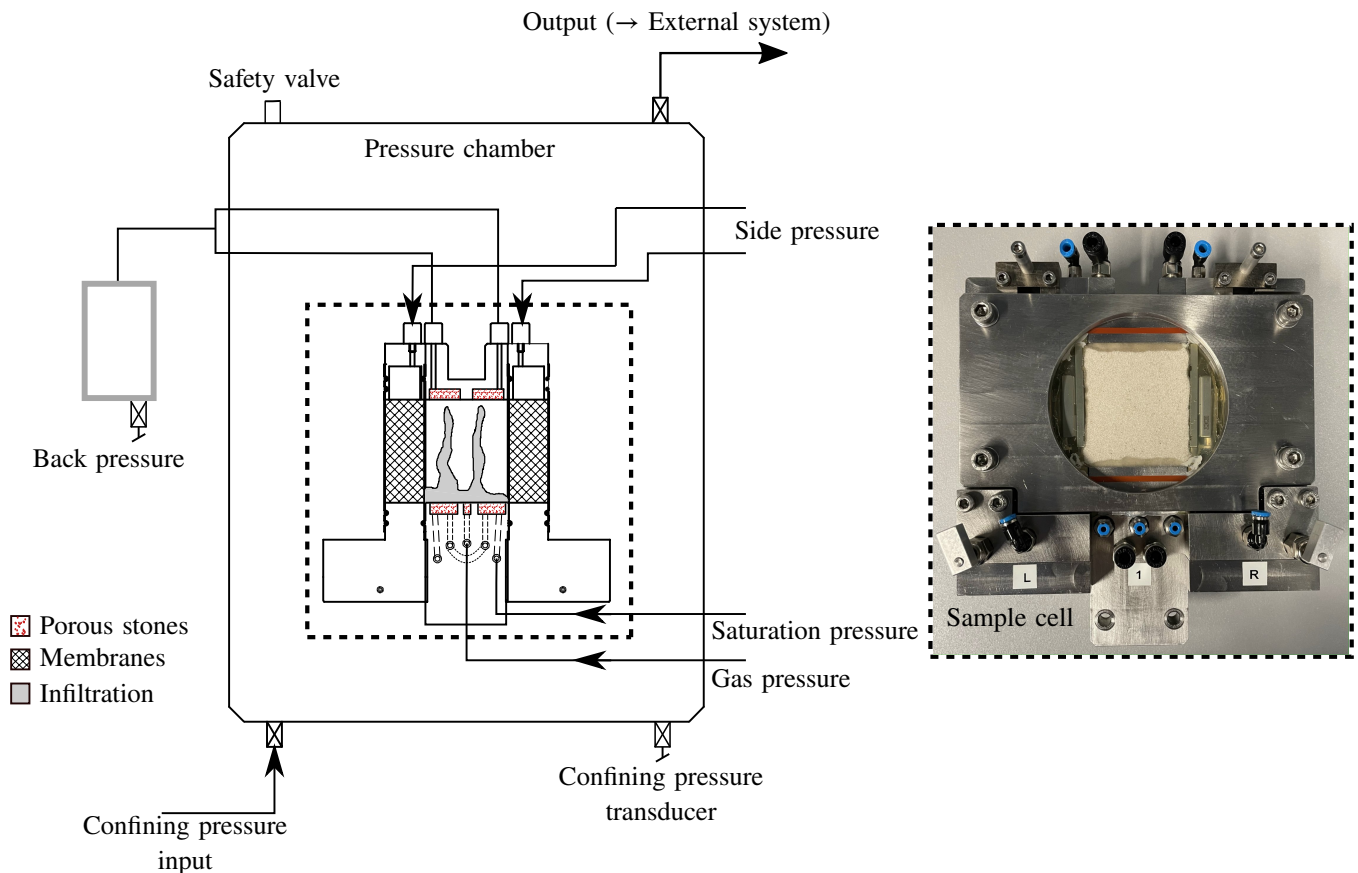 Output (→ External system)
Safety valve
Pressure chamber
Side pressure
Back pressure
Saturation pressure
Gas pressure
Porous stones
Membranes
Infiltration
Confining pressure
transducer
Confining pressure
input
L
1
R
Sample cell